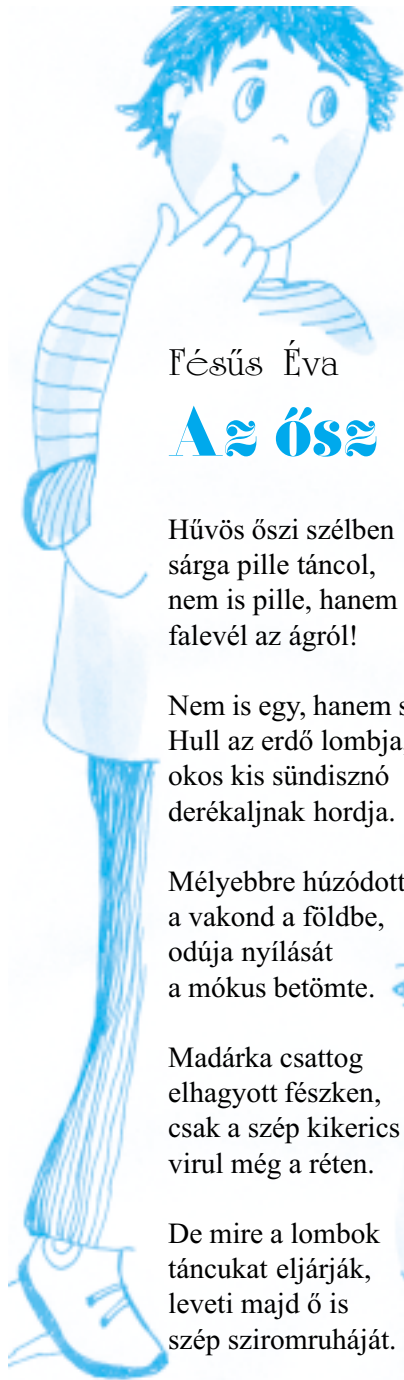 Fésűs Éva
Az ősz
Hűvös őszi szélben
sárga pille táncol,
nem is pille, hanem
falevél az ágról!
Nem is egy, hanem
Hull az erdő lombja
okos kis sündisznó
derékaljnak hordja.
Mélyebbre húzódott
a vakond a földbe,
odúja nyílását
a mókus betömte.
Madárka csattog
elhagyott fészken,
csak a szép kikerics
virul még a réten.
De mire a lombok
táncukat eljárják,
leveti majd ő is
szép sziromruháját.